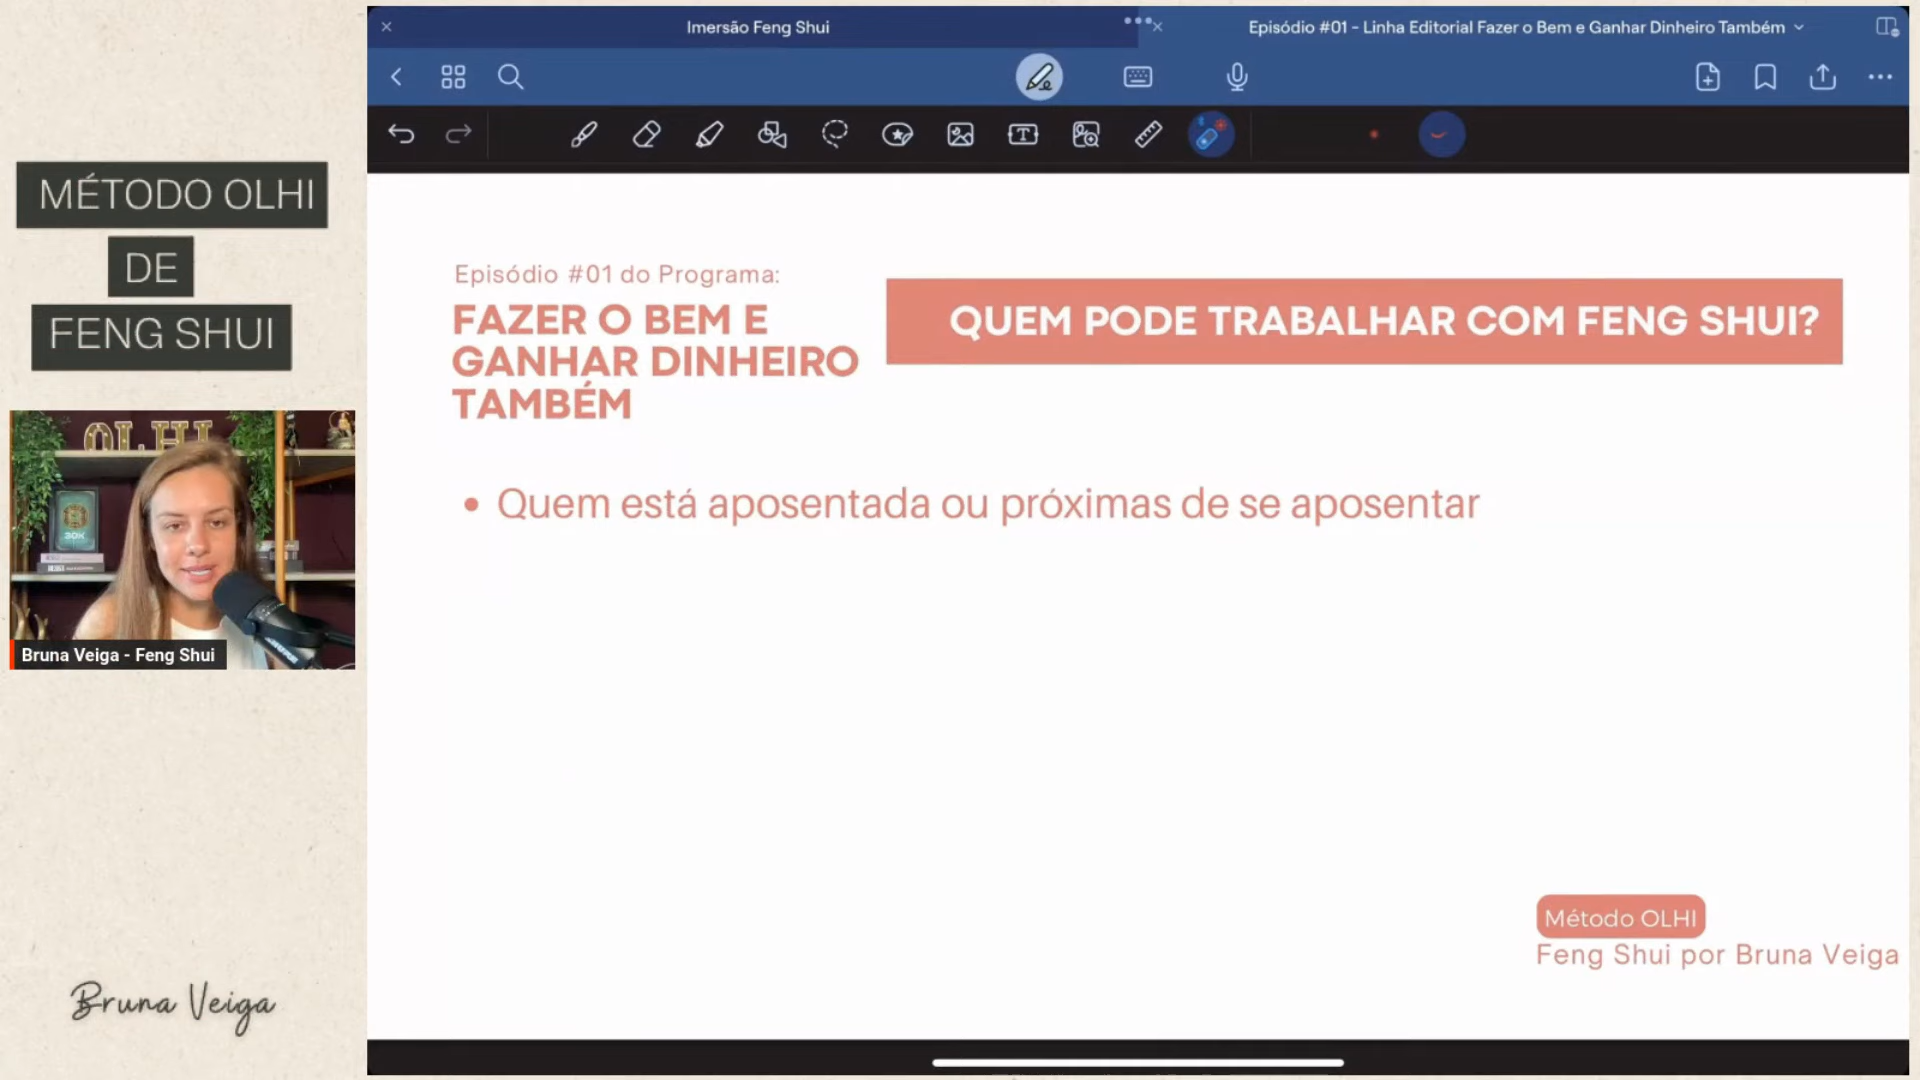 Imersão Feng Shui
Episódio #01 - Linha Editorial Fazer o Bem e Ganhar Dinheiro Também
MÉTODO OLHI
DE
FENG SHUI
Episódio #01 do Programa:
FAZER O BEM E
GANHAR DINHEIRO
TAMBÉM
QUEM PODE TRABALHAR COM FENG SHUI?
• Quem está aposentada ou próximas de se aposentar
OLHI
30K
Bruna Veiga - Feng Shui
Método OLHI
Feng Shui por Bruna Veiga
Bruna Veiga